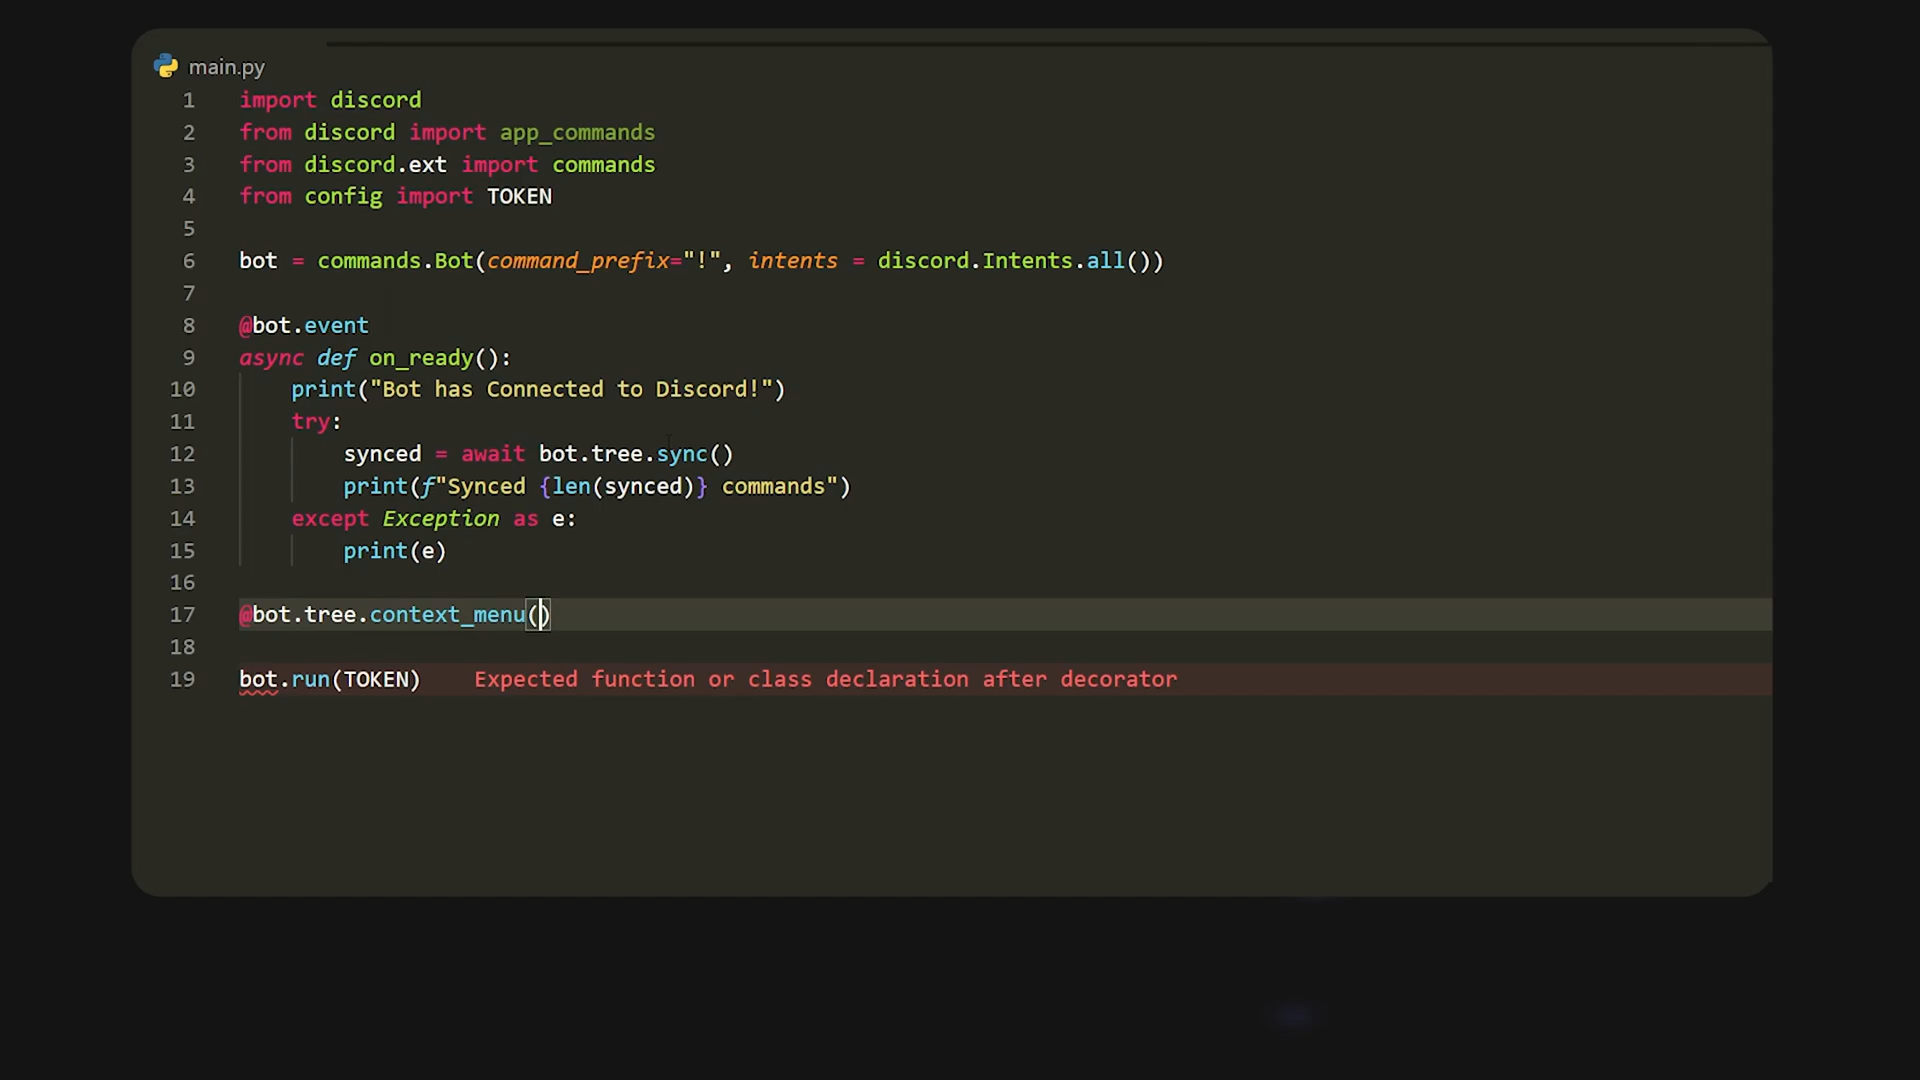 main.py
1 import discord
2 from discord import app_commands
3 from discord.ext import commands
4 from config import TOKEN
5
6 bot = commands.Bot(command_prefix="!", intents = discord.Intents.all())
7
8 @bot.event
9 async def on_ready():
10     print("Bot has Connected to Discord!")
11     try:
12         synced = await bot.tree.sync()
13         print(f"Synced {len(synced)} commands")
14     except Exception as e:
15         print(e)
16
17 @bot.tree.context_menu()
18
19 bot.run(TOKEN)    Expected function or class declaration after decorator